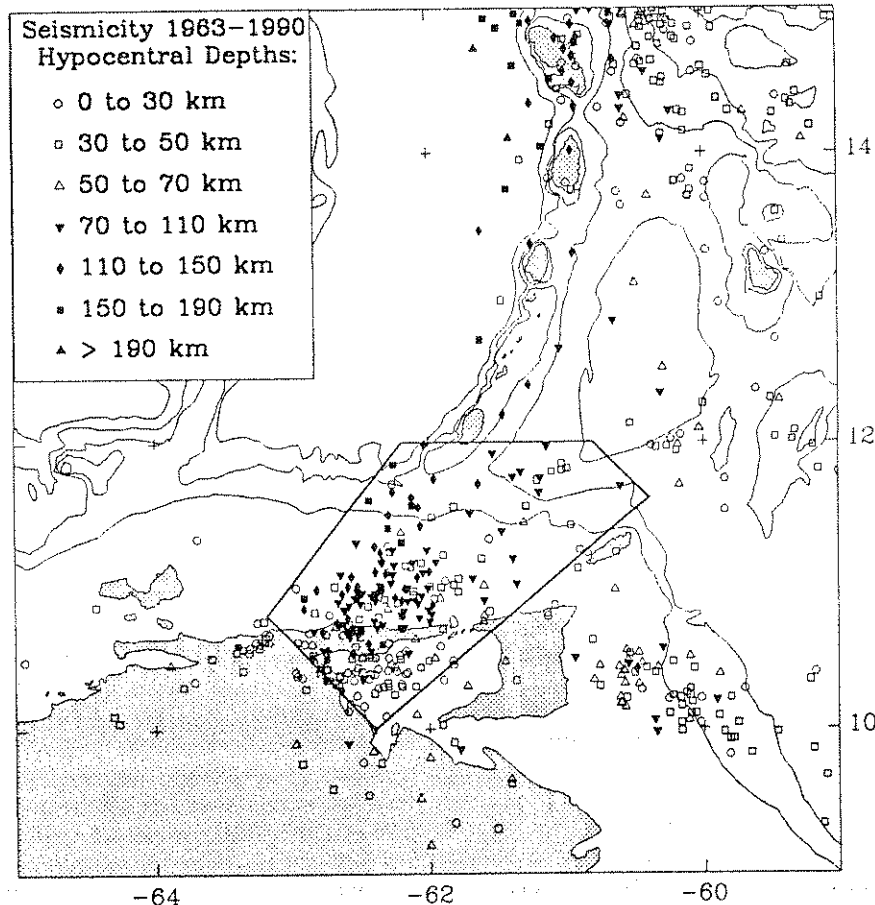 Seismicity 1963-1990
Hypocentral Depths:
0 to 30 km
30 to 50 km
50 to 70 km
70 to 110 km
110 to 150 km
150 to 190 km
> 190 km
14
12
10
-64
-62
-60